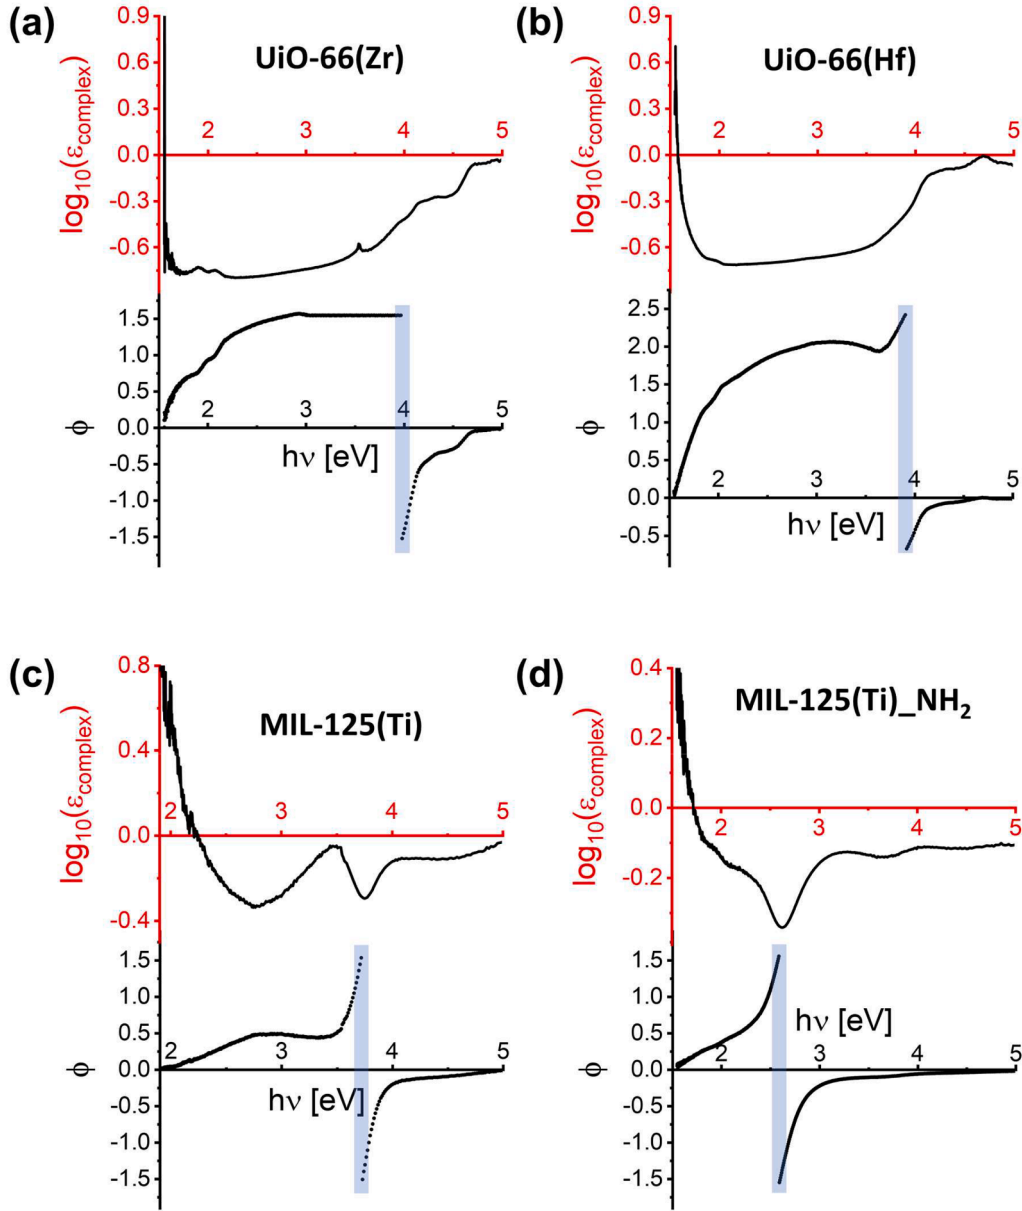 (a)
UiO-66(Zr)
log10(εcomplex)
0.9
0.6
0.3
0.0
-0.3
-0.6
2 3 4 5
1.5
1.0
0.5
0.0
-0.5
-1.0
-1.5
2 3 4 5
ϕ
hν [eV]
(b)
UiO-66(Hf)
log10(εcomplex)
0.9
0.6
0.3
0.0
-0.3
-0.6
2 3 4 5
2.5
2.0
1.5
1.0
0.5
0.0
-0.5
2 3 4 5
ϕ
hν [eV]
(c)
MIL-125(Ti)
log10(εcomplex)
0.8
0.4
0.0
-0.4
2 3 4 5
1.5
1.0
0.5
0.0
-0.5
-1.0
-1.5
2 3 4 5
ϕ
hν [eV]
(d)
MIL-125(Ti)_NH2
log10(εcomplex)
0.4
0.2
0.0
-0.2
2 3 4 5
1.5
1.0
0.5
0.0
-0.5
-1.0
-1.5
hν [eV]
2 3 4 5
ϕ